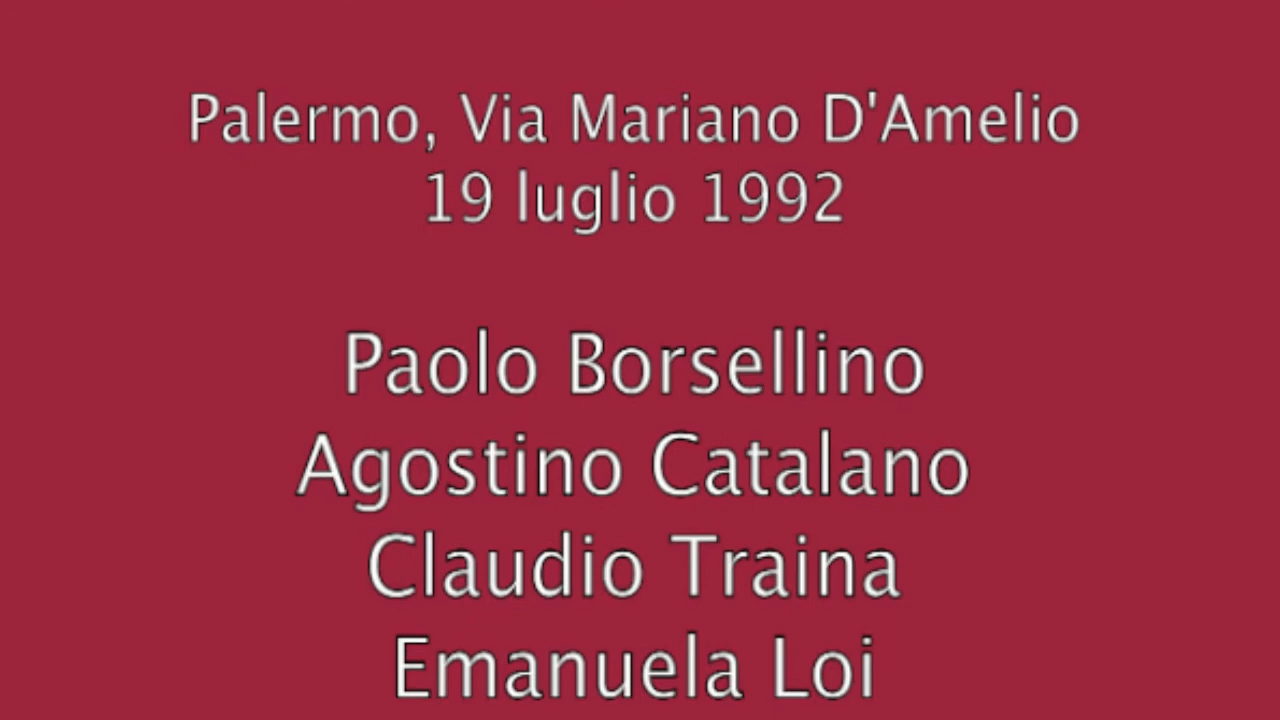 Palermo, Via Mariano D'Amelio
19 luglio 1992
Paolo Borsellino
Agostino Catalano
Claudio Traina
Emanuela Loi